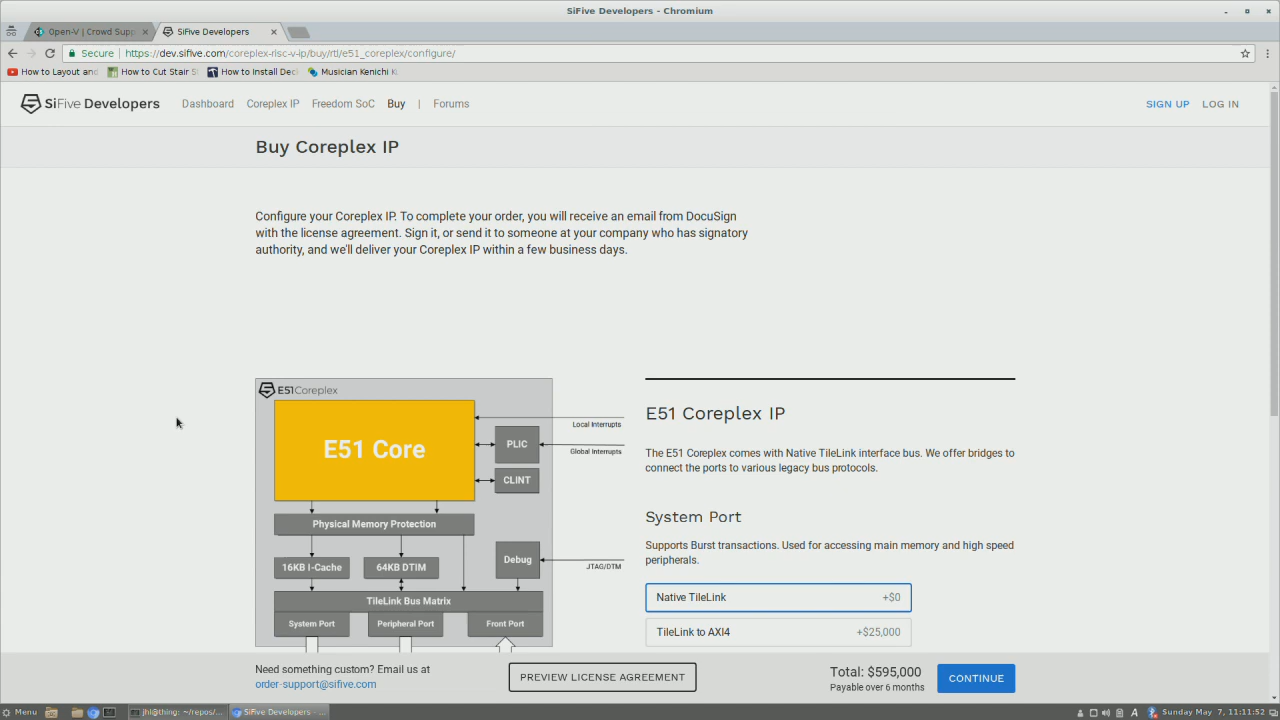 SiFive Developers - Chromium
Open-V | Crowd Supp
SiFive Developers
Secure
https://dev.sifive.com/coreplex-risc-v-ip/buy/rtl/e51_coreplex/configure/
How to Layout and
How to Cut Stair S
How to Install Dec
Musician Kenichi K
SiFive Developers
Dashboard
Coreplex IP
Freedom SoC
Buy
|
Forums
SIGN UP
LOG IN
Buy Coreplex IP
Configure your Coreplex IP. To complete your order, you will receive an email from DocuSign
with the license agreement. Sign it, or send it to someone at your company who has signatory
authority, and we'll deliver your Coreplex IP within a few business days.
E51 Coreplex
E51 Core
Local Interrupts
PLIC
Global Interrupts
CLINT
Physical Memory Protection
16KB I-Cache
64KB DTIM
Debug
JTAG/DTM
TileLink Bus Matrix
System Port
Peripheral Port
Front Port
E51 Coreplex IP
The E51 Coreplex comes with Native TileLink interface bus. We offer bridges to
connect the ports to various legacy bus protocols.
System Port
Supports Burst transactions. Used for accessing main memory and high speed
peripherals.
Native TileLink +$0
TileLink to AXI4 +$25,000
Need something custom? Email us at
order-support@sifive.com
PREVIEW LICENSE AGREEMENT
Total: $595,000
Payable over 6 months
CONTINUE
Menu
jhl@thing: ~/repos/...
SiFive Developers - ...
A
Sunday May 7, 11:11:52